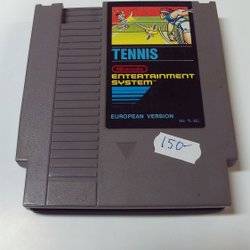 TENNIS
Nintendo
ENTERTAINMENT
SYSTEM
EUROPEAN VERSION
150-